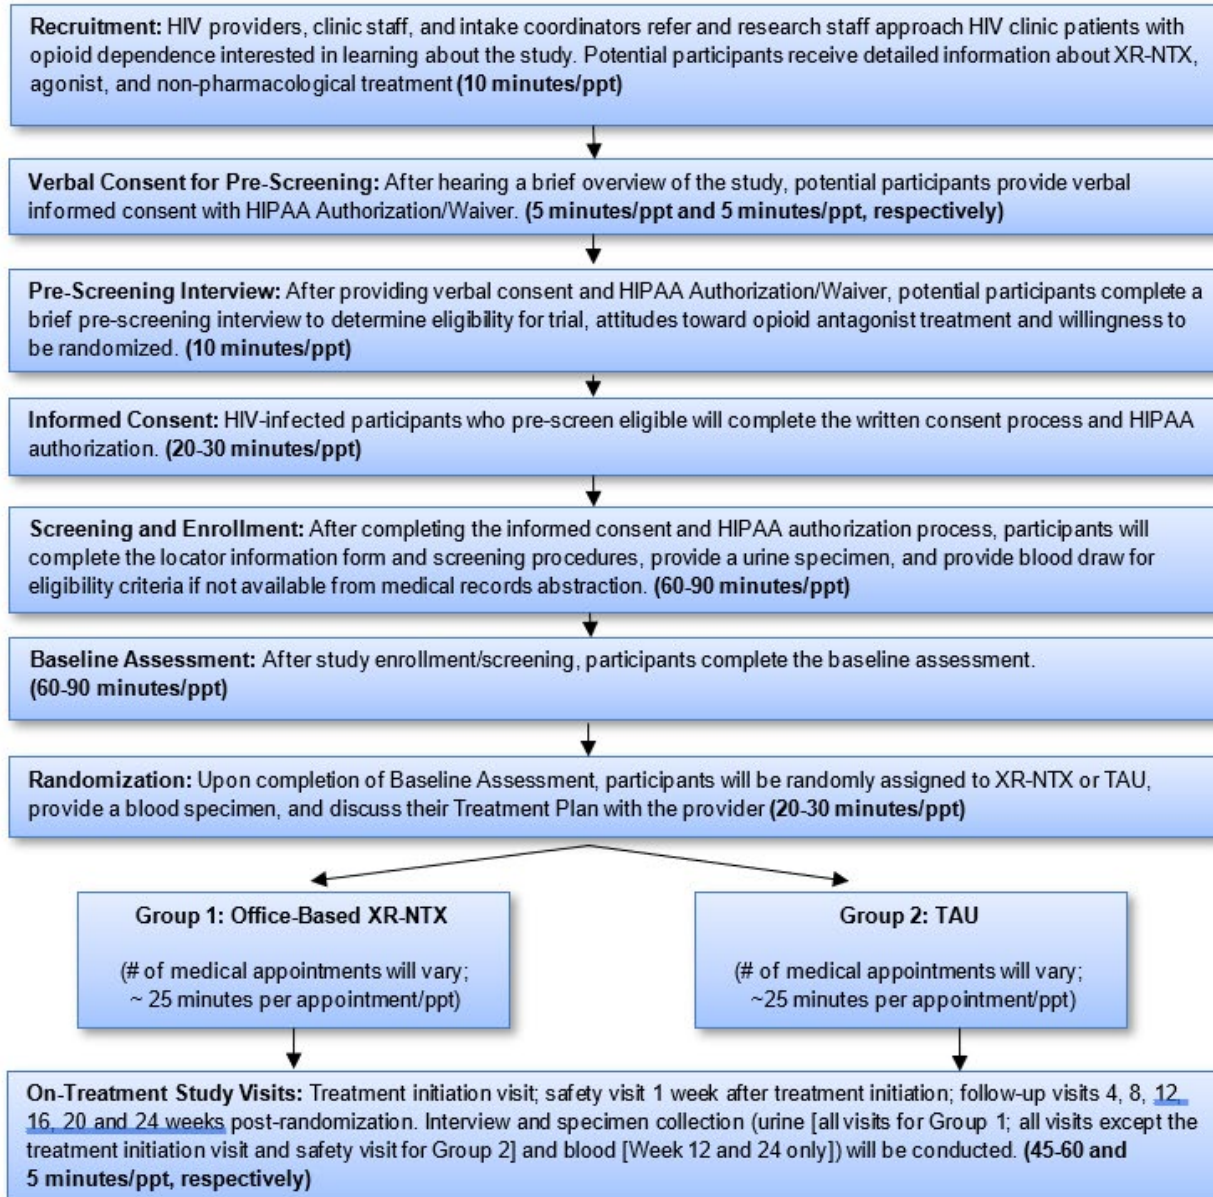 Recruitment: HIV providers, clinic staff, and intake coordinators refer and research staff approach HIV clinic patients with
opioid dependence interested in learning about the study. Potential participants receive detailed information about XR-NTX,
agonist, and non-pharmacological treatment (10 minutes/ppt)
Verbal Consent for Pre-Screening: After hearing a brief overview of the study, potential participants provide verbal
informed consent with HIPAA Authorization/Waiver. (5 minutes/ppt and 5 minutes/ppt, respectively)
Pre-Screening Interview: After providing verbal consent and HIPAA Authorization/Waiver, potential participants complete a
brief pre-screening interview to determine eligibility for trial, attitudes toward opioid antagonist treatment and willingness to
be randomized. (10 minutes/ppt)
Informed Consent: HIV-infected participants who pre-screen eligible will complete the written consent process and HIPAA
authorization. (20-30 minutes/ppt)
Screening and Enrollment: After completing the informed consent and HIPAA authorization process, participants will
complete the locator information form and screening procedures, provide a urine specimen, and provide blood draw for
eligibility criteria if not available from medical records abstraction. (60-90 minutes/ppt)
Baseline Assessment: After study enrollment/screening, participants complete the baseline assessment.
(60-90 minutes/ppt)
Randomization: Upon completion of Baseline Assessment, participants will be randomly assigned to XR-NTX or TAU,
provide a blood specimen, and discuss their Treatment Plan with the provider (20-30 minutes/ppt)
Group 1: Office-Based XR-NTX
(# of medical appointments will vary;
~ 25 minutes per appointment/ppt)
Group 2: TAU
(# of medical appointments will vary;
~25 minutes per appointment/ppt)
On-Treatment Study Visits: Treatment initiation visit; safety visit 1 week after treatment initiation; follow-up visits 4, 8, 12,
16, 20 and 24 weeks post-randomization. Interview and specimen collection (urine [all visits for Group 1; all visits except the
treatment initiation visit and safety visit for Group 2] and blood [Week 12 and 24 only]) will be conducted. (45-60 and
5 minutes/ppt, respectively)